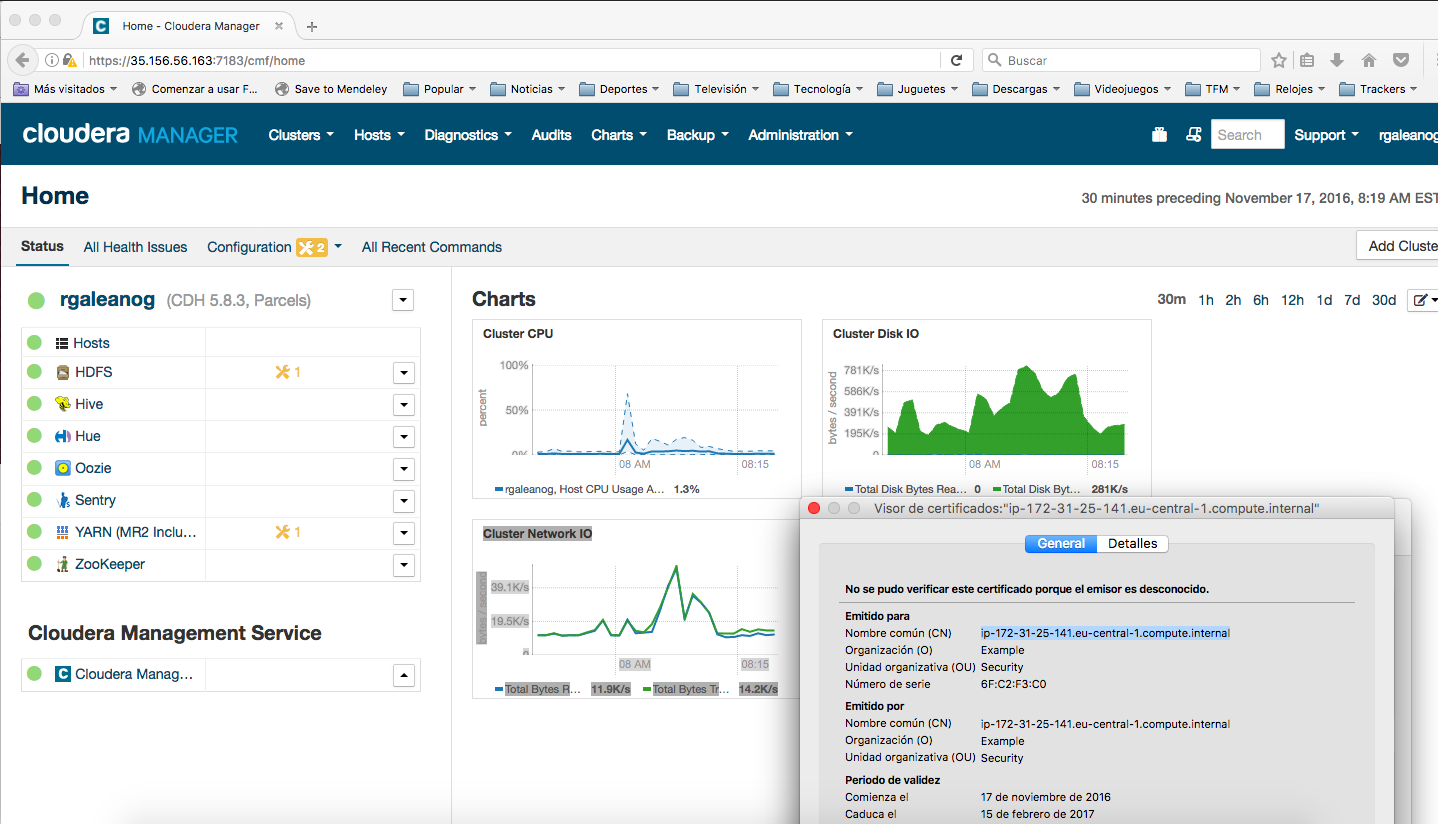 Home - Cloudera Manager
https://35.156.56.163:7183/cmf/home
Buscar
Más visitados
Comenzar a usar F...
Save to Mendeley
Popular
Noticias
Deportes
Televisión
Tecnología
Juguetes
Descargas
Videojuegos
TFM
Relojes
Trackers
cloudera MANAGER
Clusters
Hosts
Diagnostics
Audits
Charts
Backup
Administration
Search
Support
rgaleanog
Home
30 minutes preceding November 17, 2016, 8:19 AM EST
Status
All Health Issues
Configuration 2
All Recent Commands
Add Cluste
rgaleanog (CDH 5.8.3, Parcels)
Hosts
HDFS 1
Hive
Hue
Oozie
Sentry
YARN (MR2 Inclu... 1
ZooKeeper
Cloudera Management Service
Cloudera Manag...
Charts
30m 1h 2h 6h 12h 1d 7d 30d
Cluster CPU
percent
100%
50%
0%
08 AM
08:15
rgaleanog, Host CPU Usage A... 1.3%
Cluster Disk IO
bytes / second
781K/s
586K/s
391K/s
195K/s
0
08 AM
08:15
Total Disk Bytes Rea... 0
Total Disk Byt... 281K/s
Cluster Network IO
bytes / second
39.1K/s
19.5K/s
0
08 AM
08:15
Total Bytes R... 11.9K/s
Total Bytes Tr... 14.2K/s
Visor de certificados:"ip-172-31-25-141.eu-central-1.compute.internal"
General
Detalles
No se pudo verificar este certificado porque el emisor es desconocido.
Emitido para
Nombre común (CN) ip-172-31-25-141.eu-central-1.compute.internal
Organización (O) Example
Unidad organizativa (OU) Security
Número de serie 6F:C2:F3:C0
Emitido por
Nombre común (CN) ip-172-31-25-141.eu-central-1.compute.internal
Organización (O) Example
Unidad organizativa (OU) Security
Periodo de validez
Comienza el 17 de noviembre de 2016
Caduca el 15 de febrero de 2017